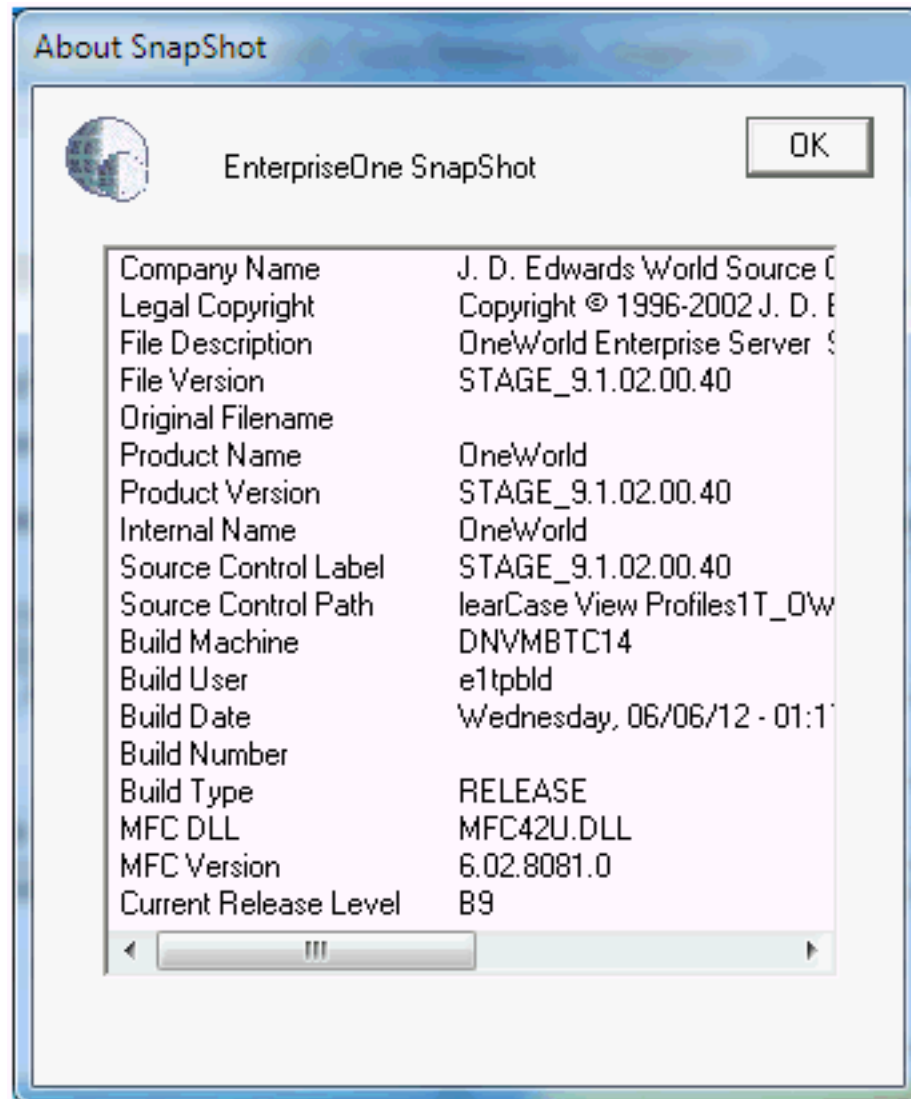 About SnapShot
EnterpriseOne SnapShot
OK
Company Name J. D. Edwards World Source
Legal Copyright Copyright © 1996-2002 J. D.
File Description OneWorld Enterprise Server
File Version STAGE_9.1.02.00.40
Original Filename
Product Name OneWorld
Product Version STAGE_9.1.02.00.40
Internal Name OneWorld
Source Control Label STAGE_9.1.02.00.40
Source Control Path learCase View Profiles1T_OW
Build Machine DNVMBTC14
Build User e1tpbld
Build Date Wednesday, 06/06/12 - 01:1
Build Number
Build Type RELEASE
MFC DLL MFC42U.DLL
MFC Version 6.02.8081.0
Current Release Level B9